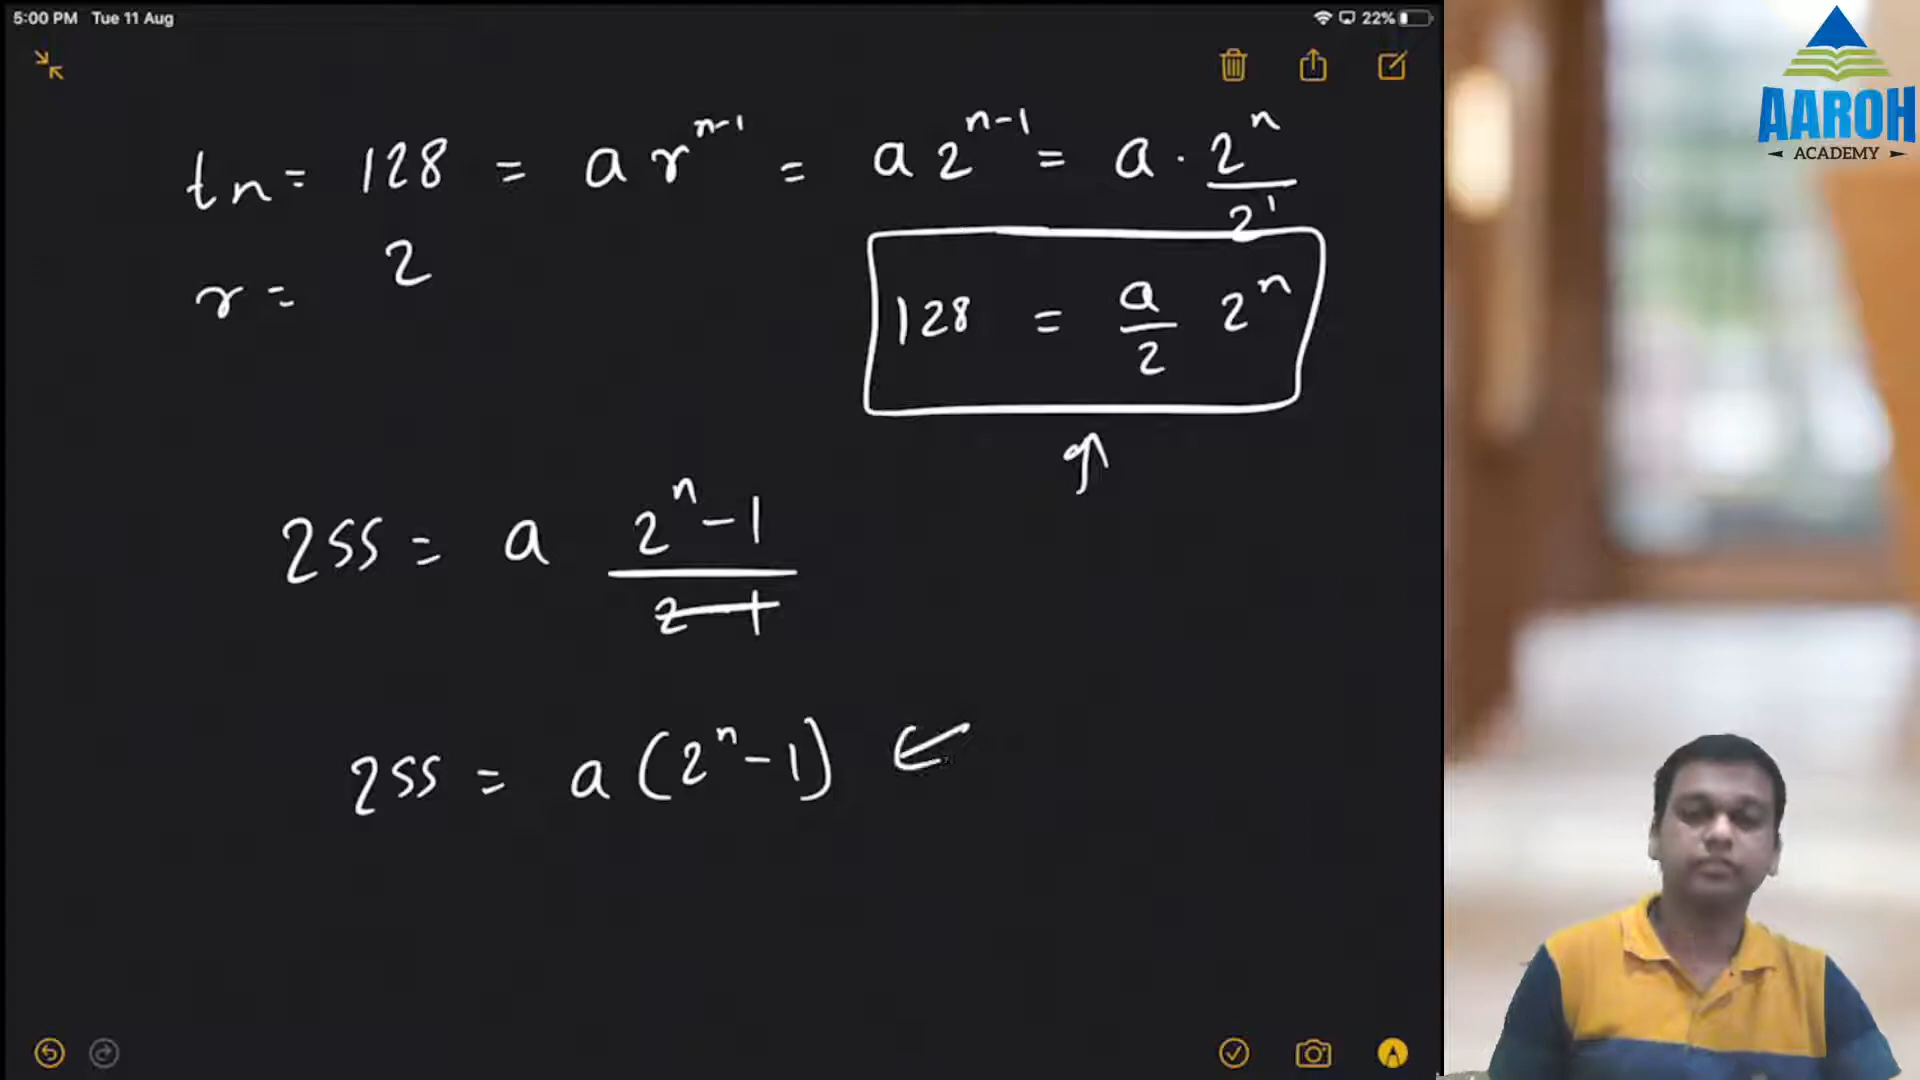 5:00 PM Tue 11 Aug 22%
AAROH
ACADEMY
tn = 128 = a r^{n-1} = a 2^{n-1} = a · 2^n/2^1
r = 2
128 = a/2 2^n
255 = a (2^n - 1)/(2 - 1)
255 = a (2^n - 1)